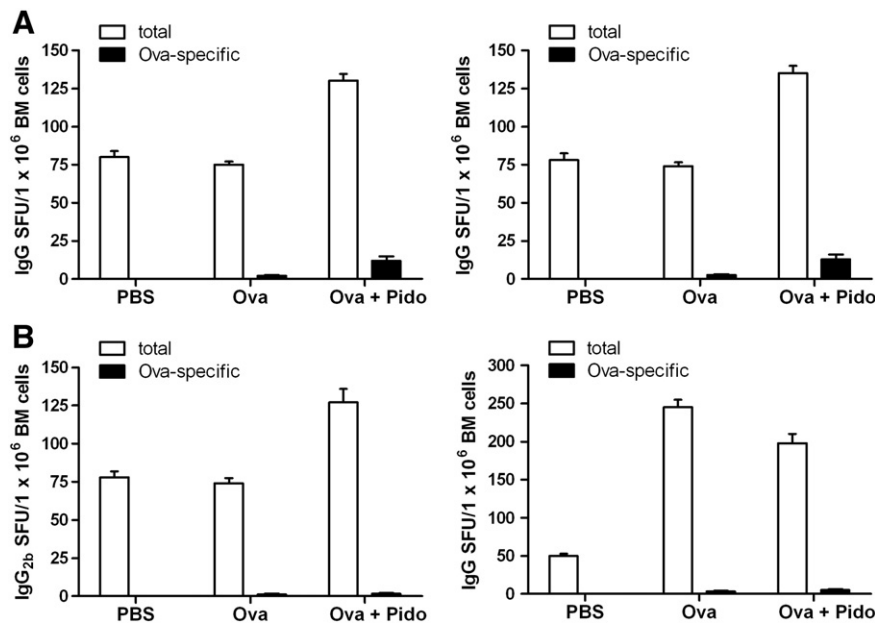 A
total
Ova-specific
IgG SFU/1 x 10⁶ BM cells
150
125
100
75
50
25
0
PBS Ova Ova + Pido
total
Ova-specific
IgG SFU/1 x 10⁶ BM cells
150
125
100
75
50
25
0
PBS Ova Ova + Pido
B
total
Ova-specific
IgG₂b SFU/1 x 10⁶ BM cells
150
125
100
75
50
25
0
PBS Ova Ova + Pido
total
Ova-specific
IgG SFU/1 x 10⁶ BM cells
300
250
200
150
100
50
0
PBS Ova Ova + Pido